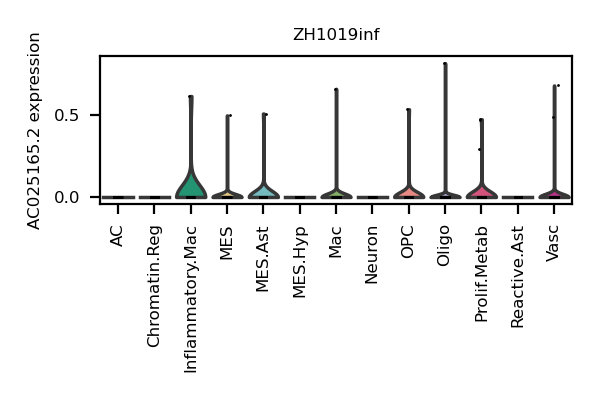 ZH1019inf
AC025165.2 expression
0.5
0.0
AC
Chromatin.Reg
Inflammatory.Mac
MES
MES.Ast
MES.Hyp
Mac
Neuron
OPC
Oligo
Prolif.Metab
Reactive.Ast
Vasc